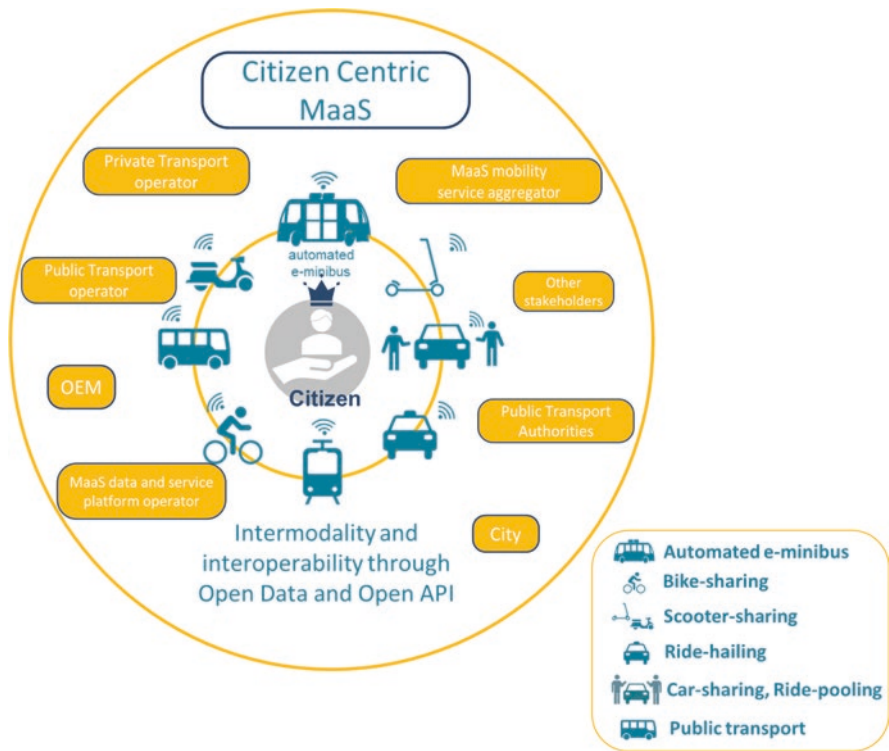 Citizen Centric
MaaS
Private Transport
operator
MaaS mobility
service aggregator
automated
e-minibus
Public Transport
operator
Other
stakeholders
OEM
Citizen
Public Transport
Authorities
MaaS data and service
platform operator
City
Intermodality and
interoperability through
Open Data and Open API
Automated e-minibus
Bike-sharing
Scooter-sharing
Ride-hailing
Car-sharing, Ride-pooling
Public transport